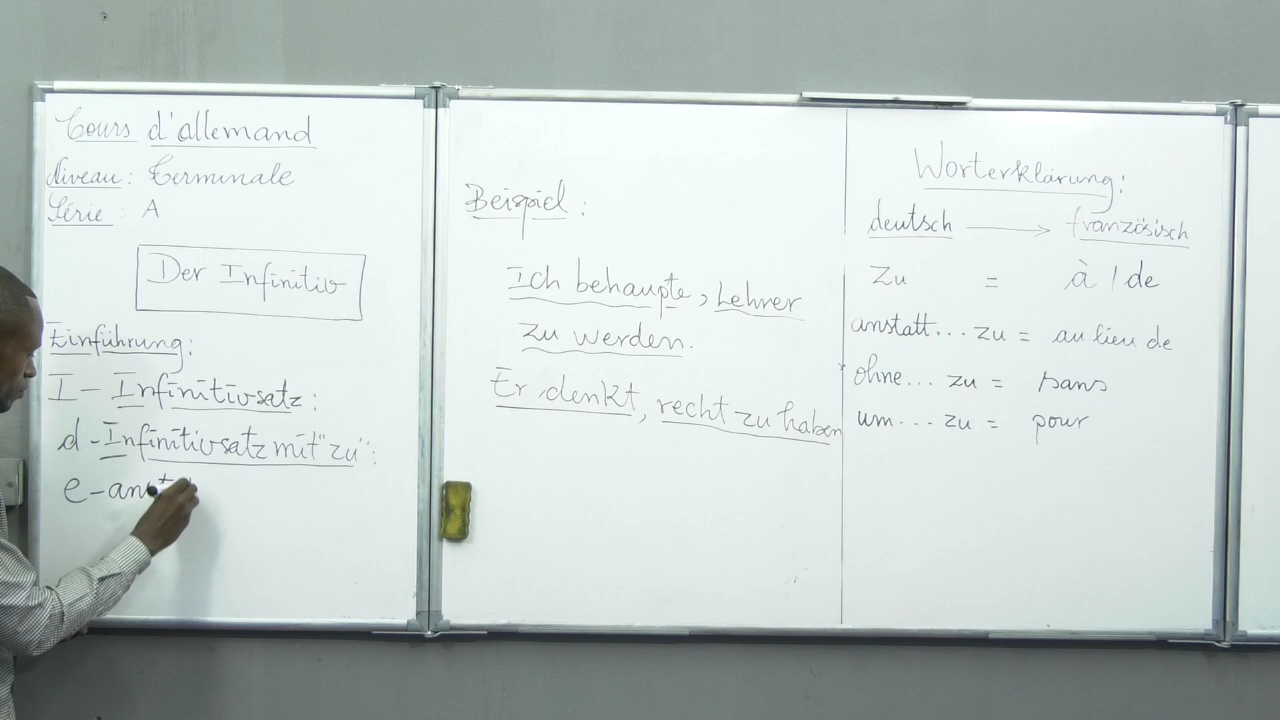 Cours d'allemand
Niveau : Terminale
Série : A
Der Infinitiv
Einführung :
I - Infinitivsatz :
d - Infinitivsatz mit "zu" :
e - anst
Beispiel :
Ich behaupte, Lehrer
zu werden.
Er denkt, recht zu haben
Wörterklärung :
deutsch → französisch
zu = à / de
anstatt... zu = au lieu de
ohne... zu = sans
um... zu = pour